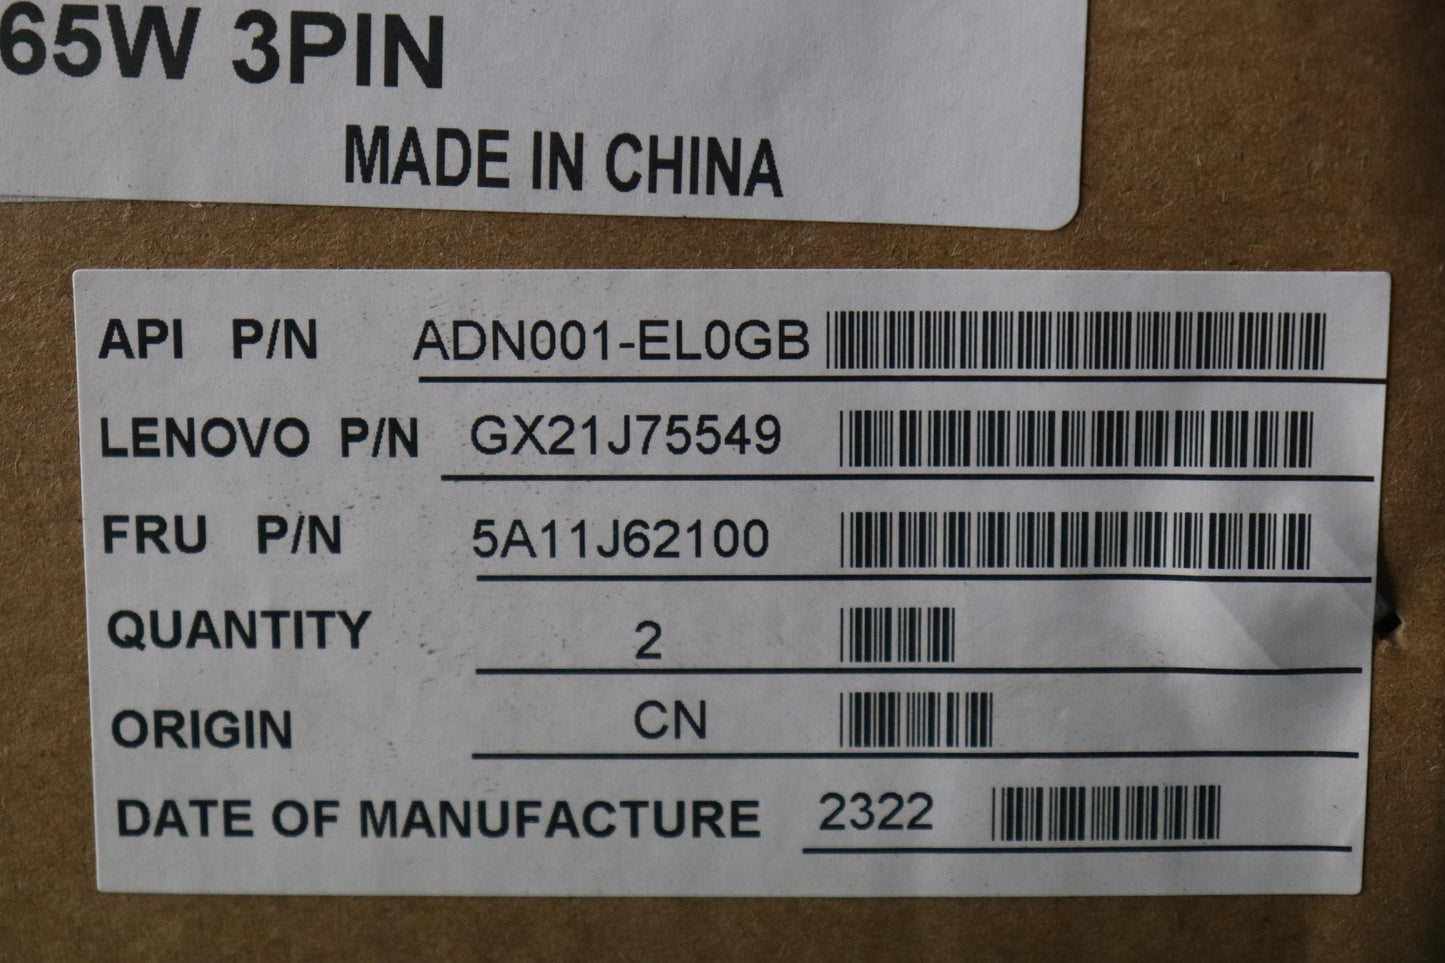 65W 3PIN
MADE IN CHINA
API P/N ADN001-EL0GB
LENOVO P/N GX21J75549
FRU P/N 5A11J62100
QUANTITY 2
ORIGIN CN
DATE OF MANUFACTURE 2322